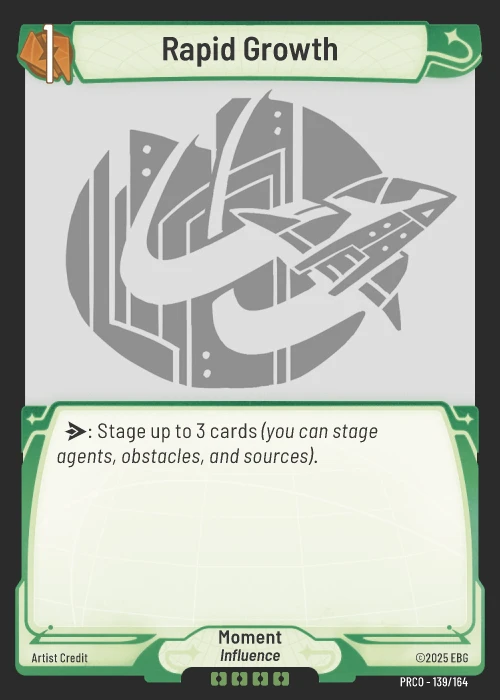 1
Rapid Growth
: Stage up to 3 cards (you can stage
agents, obstacles, and sources).
Moment
Influence
Artist Credit
©2025 EBG
PRCO - 139/164